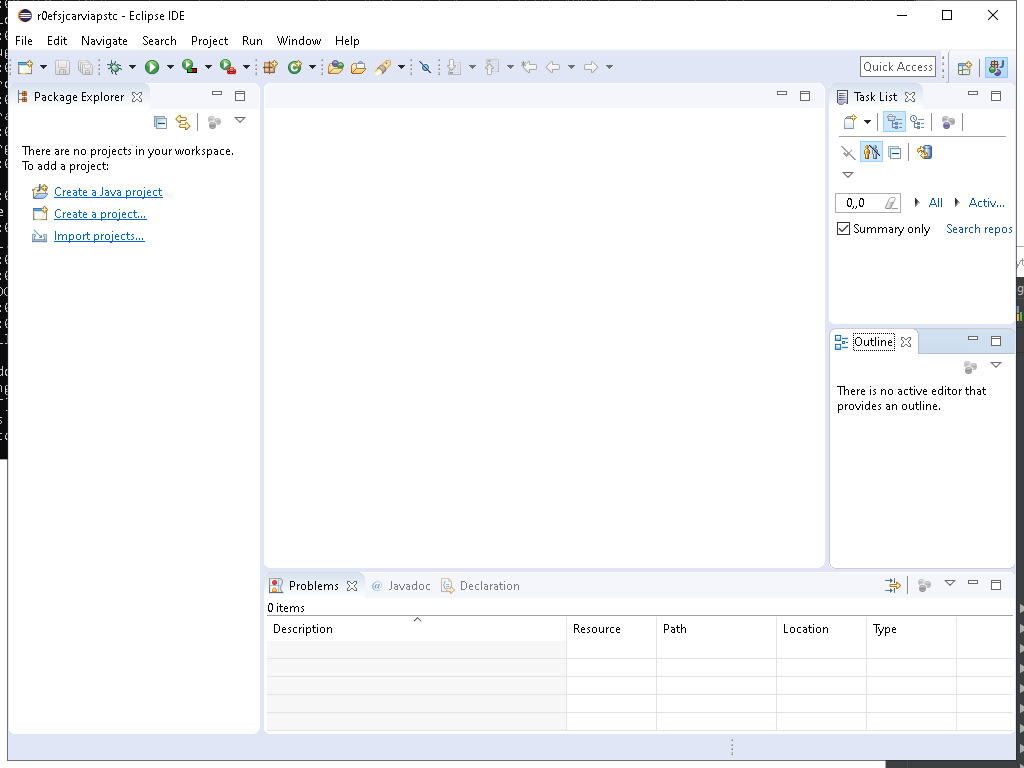 r0efsjcarviapstc - Eclipse IDE
File Edit Navigate Search Project Run Window Help
Quick Access
Package Explorer
There are no projects in your workspace.
To add a project:
Create a Java project
Create a project...
Import projects...
Task List
0,,0 All Activ...
Summary only Search repos
Outline
There is no active editor that
provides an outline.
Problems @ Javadoc Declaration
0 items
Description Resource Path Location Type